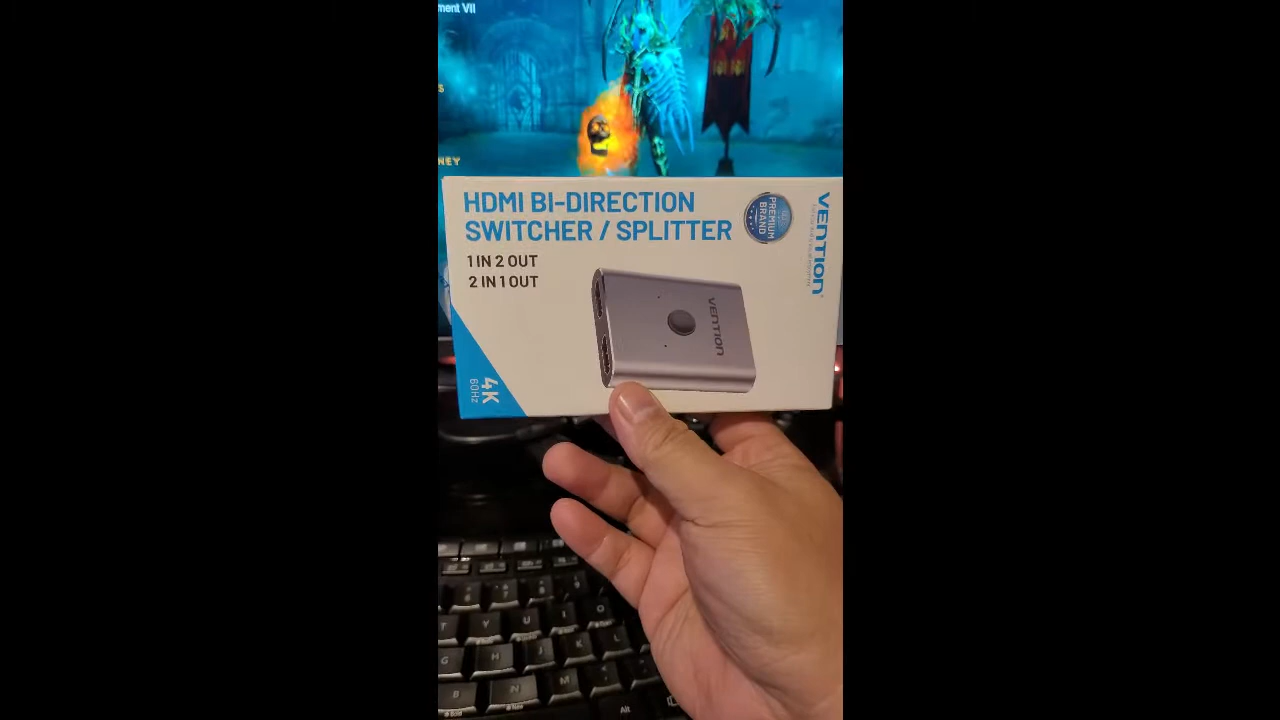 ment VII
S
NEY
HDMI BI-DIRECTION
SWITCHER / SPLITTER
1 IN 2 OUT
2 IN 1 OUT
PREMIUM
BRAND
VENTION
VENTION
4K
60Hz
T Y U I O
G H J K L
B N M
Alt